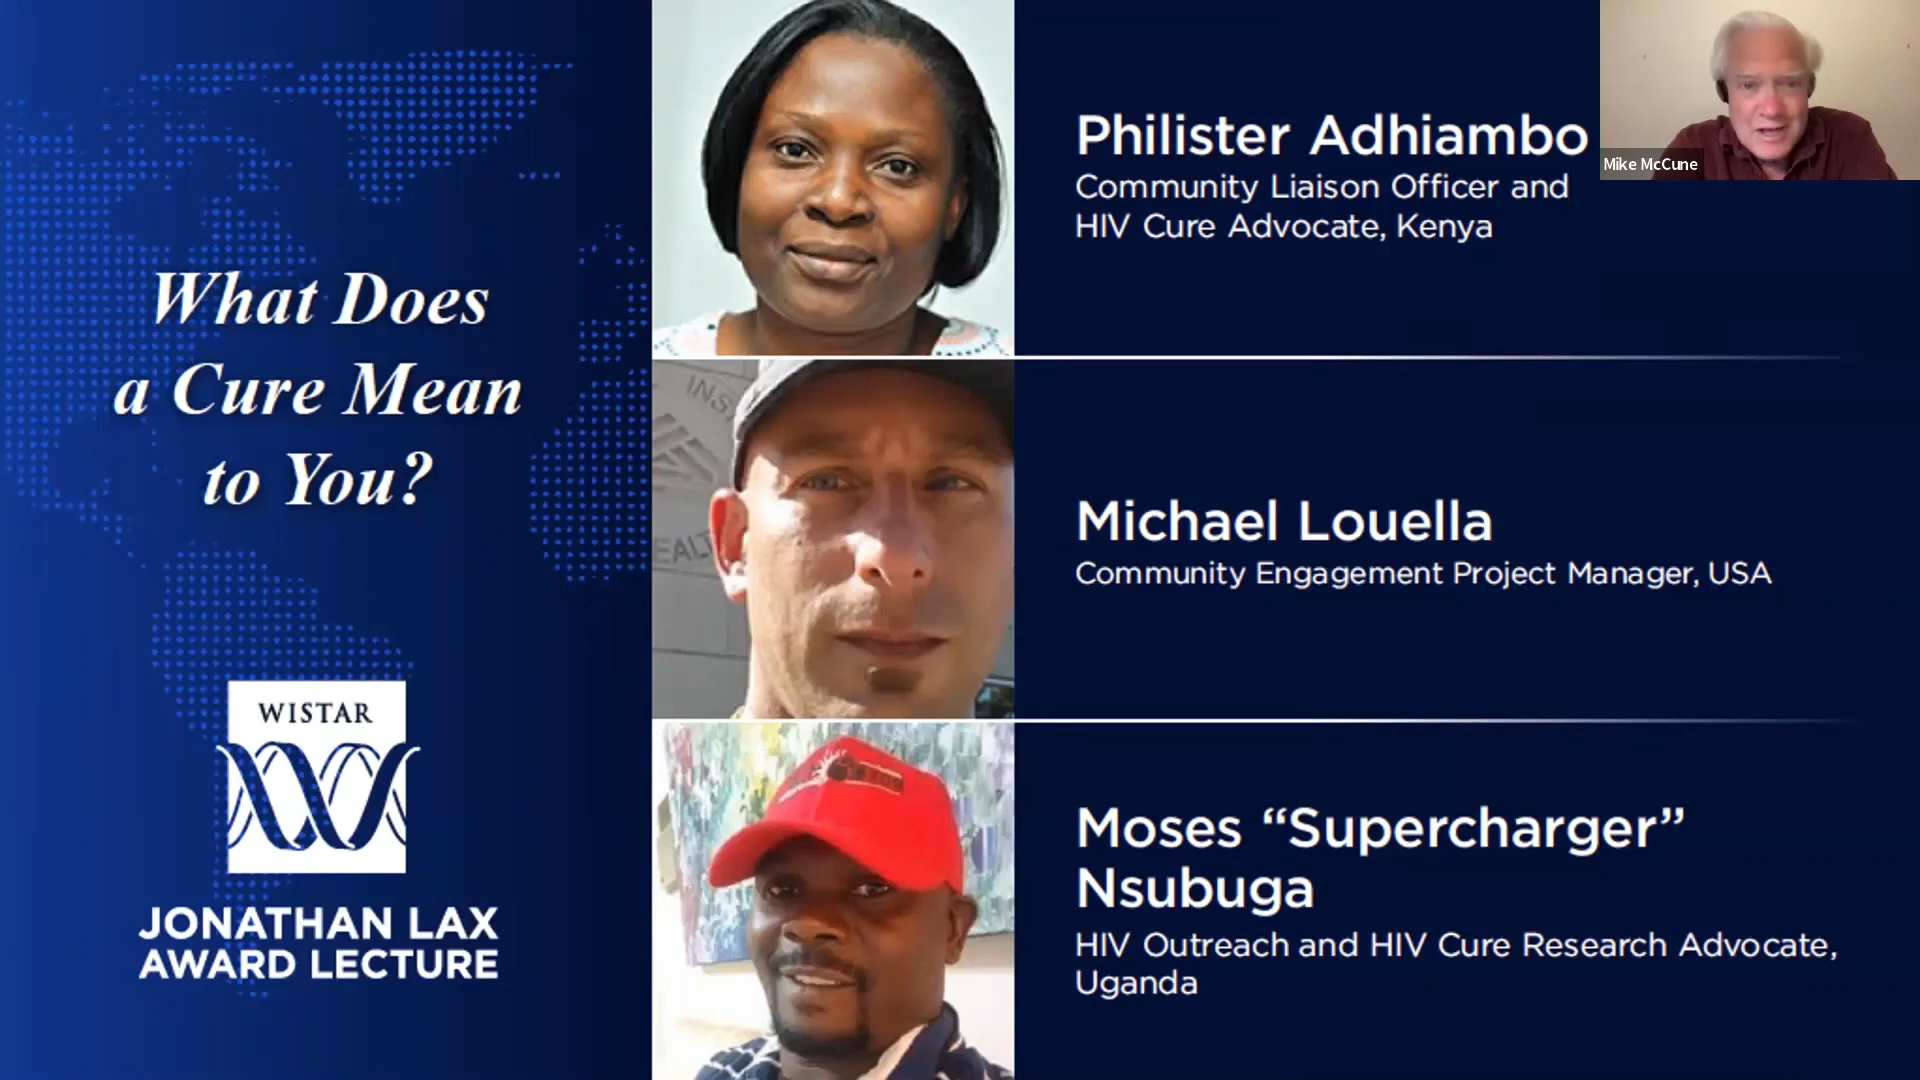 What Does
a Cure Mean
to You?
WISTAR
JONATHAN LAX
AWARD LECTURE
Philister Adhiambo
Community Liaison Officer and
HIV Cure Advocate, Kenya
Mike McCune
INS
EALT
Michael Louella
Community Engagement Project Manager, USA
Moses “Supercharger”
Nsubuga
HIV Outreach and HIV Cure Research Advocate,
Uganda